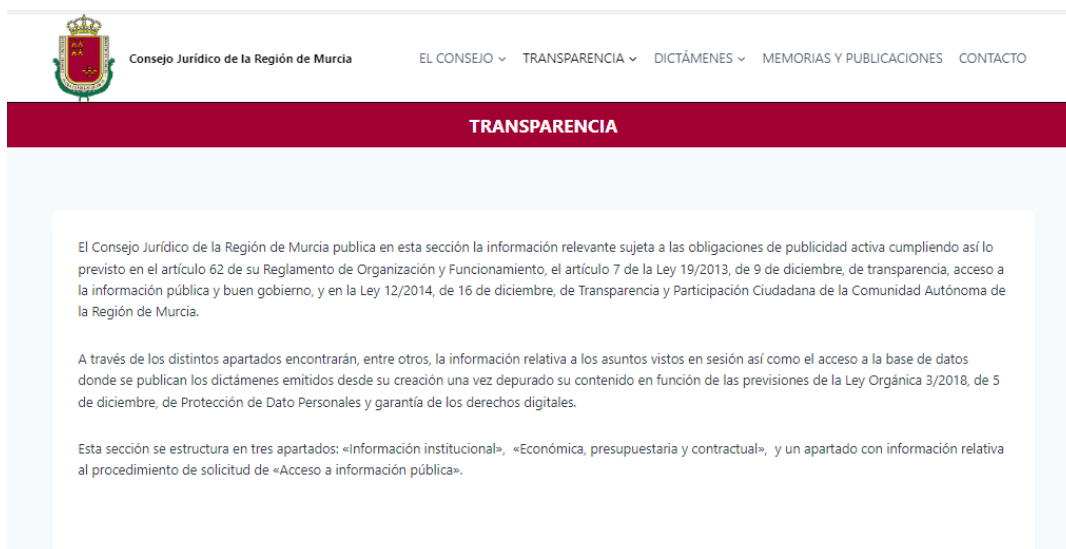 Consejo Jurídico de la Región de Murcia
EL CONSEJO
TRANSPARENCIA
DICTÁMENES
MEMORIAS Y PUBLICACIONES
CONTACTO
TRANSPARENCIA
El Consejo Jurídico de la Región de Murcia publica en esta sección la información relevante sujeta a las obligaciones de publicidad activa cumpliendo así lo
previsto en el artículo 62 de su Reglamento de Organización y Funcionamiento, el artículo 7 de la Ley 19/2013, de 9 de diciembre, de transparencia, acceso a
la información pública y buen gobierno, y en la Ley 12/2014, de 16 de diciembre, de Transparencia y Participación Ciudadana de la Comunidad Autónoma de
la Región de Murcia.
A través de los distintos apartados encontrarán, entre otros, la información relativa a los asuntos vistos en sesión así como el acceso a la base de datos
donde se publican los dictámenes emitidos desde su creación una vez depurado su contenido en función de las previsiones de la Ley Orgánica 3/2018, de 5
de diciembre, de Protección de Dato Personales y garantía de los derechos digitales.
Esta sección se estructura en tres apartados: «Información institucional», «Económica, presupuestaria y contractual», y un apartado con información relativa
al procedimiento de solicitud de «Acceso a información pública».